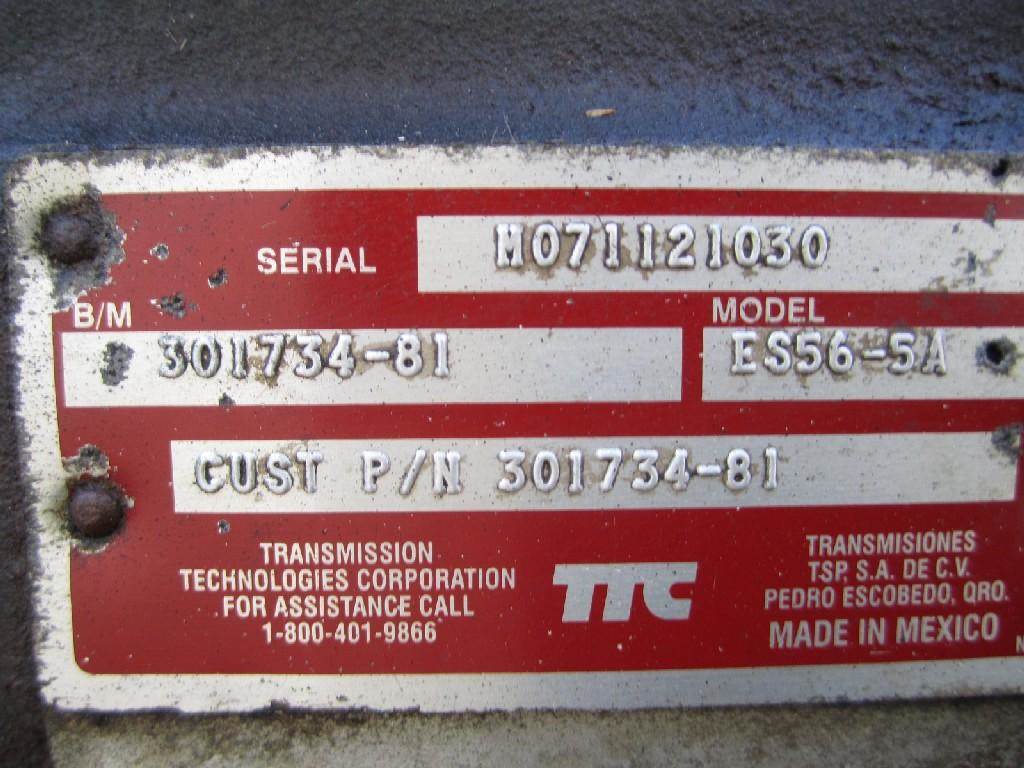 SERIAL M071121030
B/M MODEL
301734-81 ES56-5A
CUST P/N 301734-81
TRANSMISSION
TECHNOLOGIES CORPORATION
FOR ASSISTANCE CALL
1-800-401-9866
TTC
TRANSMISIONES
TSP, S.A. DE C.V.
PEDRO ESCOBEDO, QRO.
MADE IN MEXICO